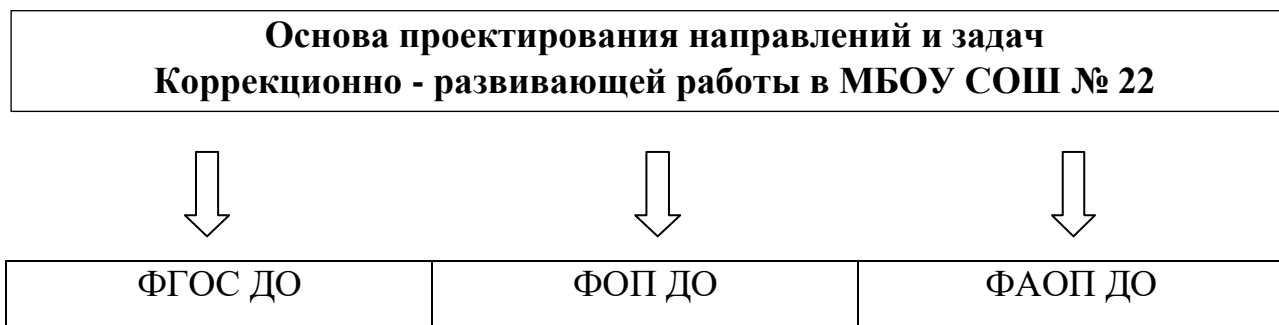 Основа проектирования направлений и задач
Коррекционно - развивающей работы в МБОУ СОШ № 22
ФГОС ДО ФОП ДО ФАОП ДО